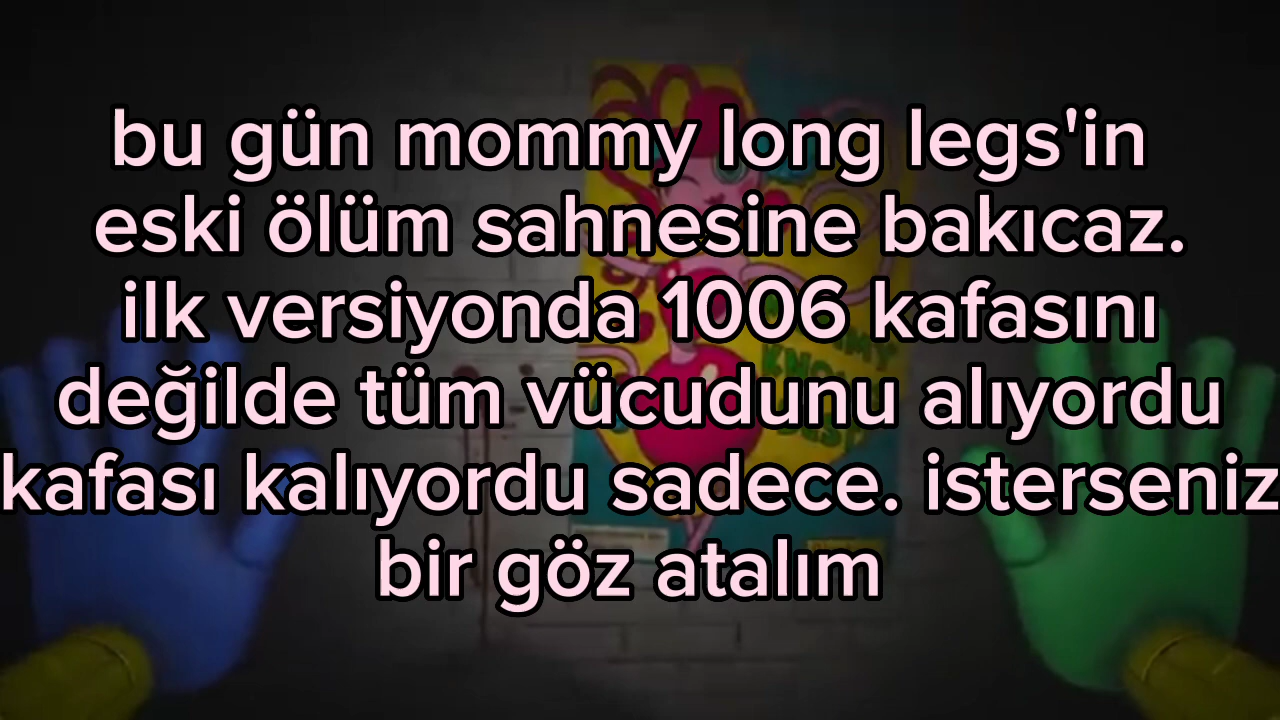 bu gün mommy long legs'in
eski ölüm sahnesine bakıcaz.
ilk versiyonda 1006 kafasını
değilde tüm vücudunu alıyordu
kafası kalıyordu sadece. isterseniz
bir göz atalım